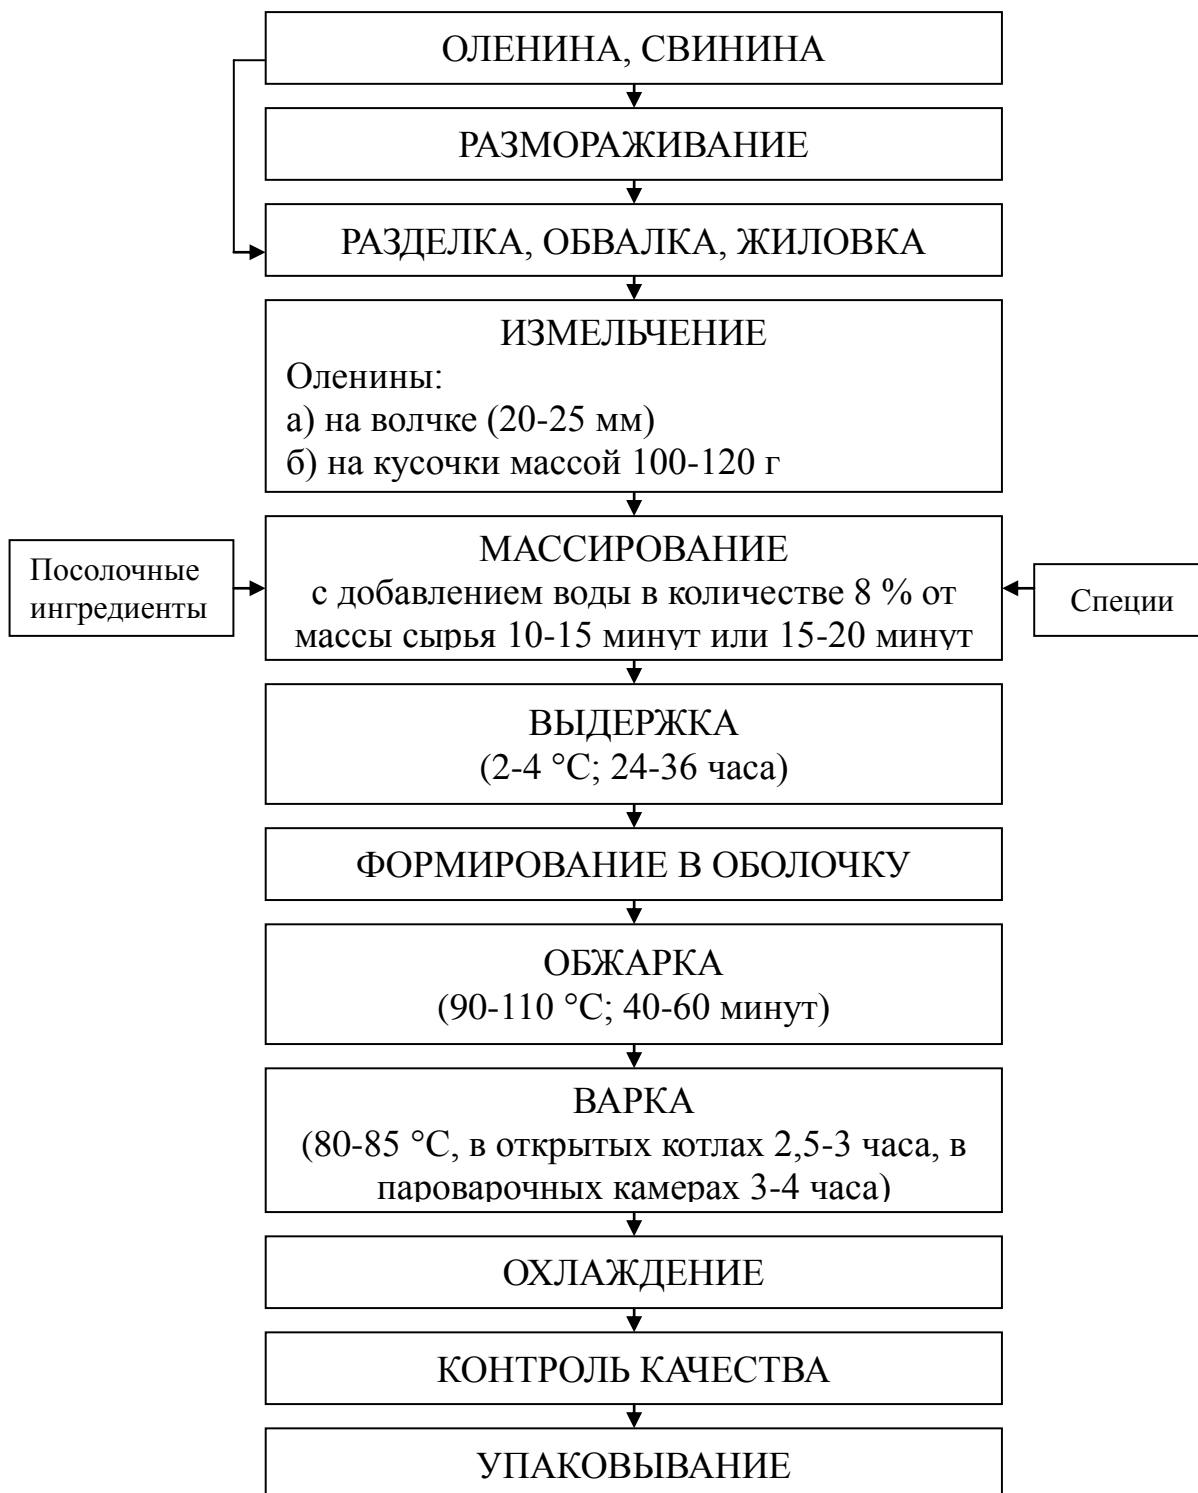 ОЛЕНИНА, СВИНИНА
РАЗМОРАЖИВАНИЕ
РАЗДЕЛКА, ОБВАЛКА, ЖИЛОВКА
ИЗМЕЛЬЧЕНИЕ
Оленины:
а) на волчке (20-25 мм)
б) на кусочки массой 100-120 г
Посолочные
ингредиенты
МАССИРОВАНИЕ
с добавлением воды в количестве 8 % от
массы сырья 10-15 минут или 15-20 минут
Специи
ВЫДЕРЖКА
(2-4 °С; 24-36 часа)
ФОРМИРОВАНИЕ В ОБОЛОЧКУ
ОБЖАРКА
(90-110 °С; 40-60 минут)
ВАРКА
(80-85 °С, в открытых котлах 2,5-3 часа, в
пароварочных камерах 3-4 часа)
ОХЛАЖДЕНИЕ
КОНТРОЛЬ КАЧЕСТВА
УПАКОВЫВАНИЕ